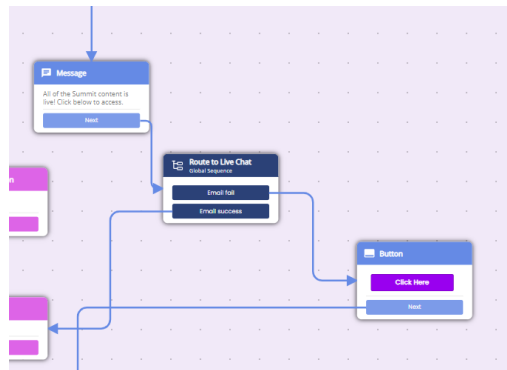 Message
All of the Summit content is
live! Click below to access.
Next
Route to Live Chat
Global Sequence
Email fail
Email success
Button
Click Here
Next